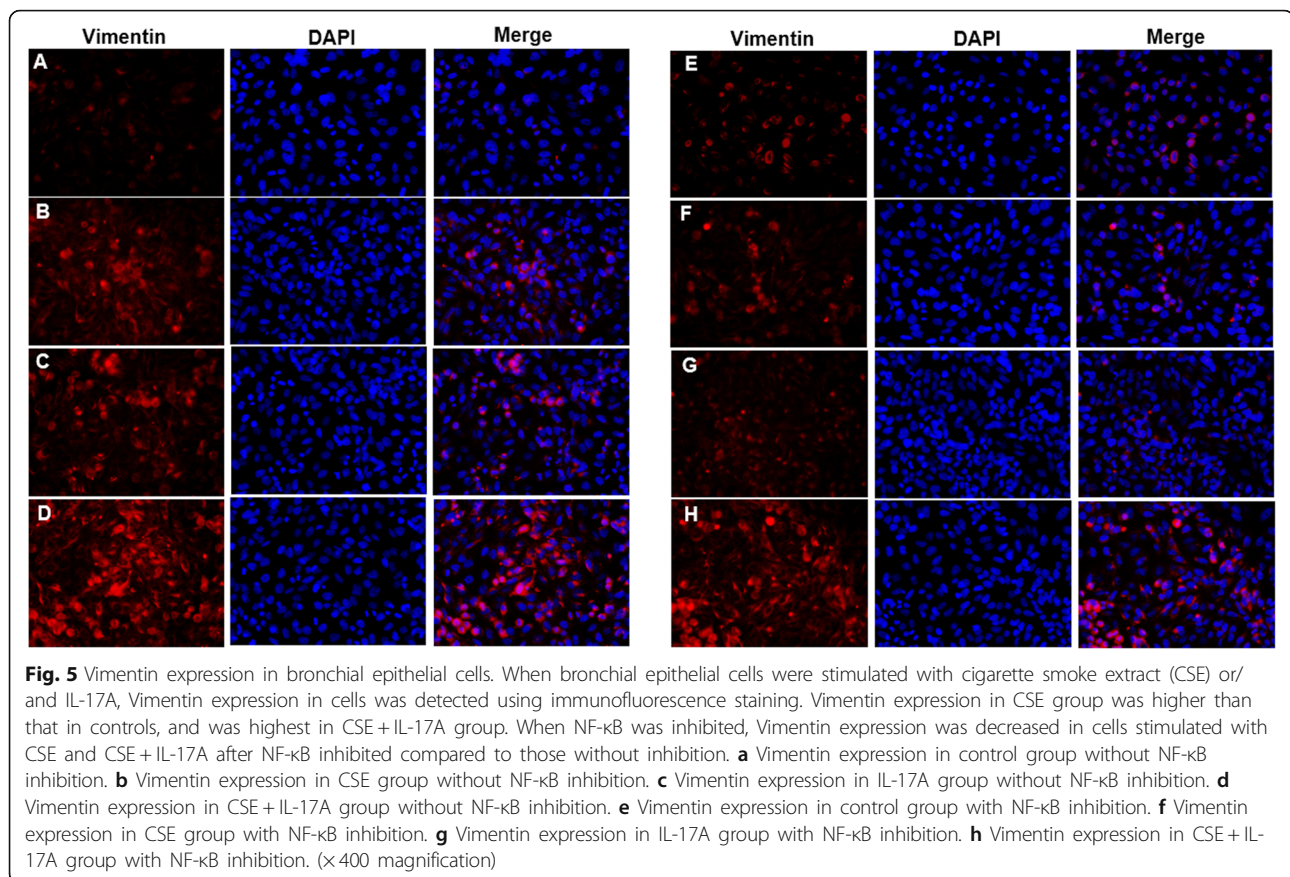 Vimentin DAPI Merge
Vimentin DAPI Merge
A
B
C
D
E
F
G
H
Fig. 5 Vimentin expression in bronchial epithelial cells. When bronchial epithelial cells were stimulated with cigarette smoke extract (CSE) or/
and IL-17A, Vimentin expression in cells was detected using immunofluorescence staining. Vimentin expression in CSE group was higher than
that in controls, and was highest in CSE + IL-17A group. When NF-κB was inhibited, Vimentin expression was decreased in cells stimulated with
CSE and CSE + IL-17A after NF-κB inhibited compared to those without inhibition. a Vimentin expression in control group without NF-κB
inhibition. b Vimentin expression in CSE group without NF-κB inhibition. c Vimentin expression in IL-17A group without NF-κB inhibition. d
Vimentin expression in CSE + IL-17A group without NF-κB inhibition. e Vimentin expression in control group with NF-κB inhibition. f Vimentin
expression in CSE group with NF-κB inhibition. g Vimentin expression in IL-17A group with NF-κB inhibition. h Vimentin expression in CSE + IL-
17A group with NF-κB inhibition. (× 400 magnification)